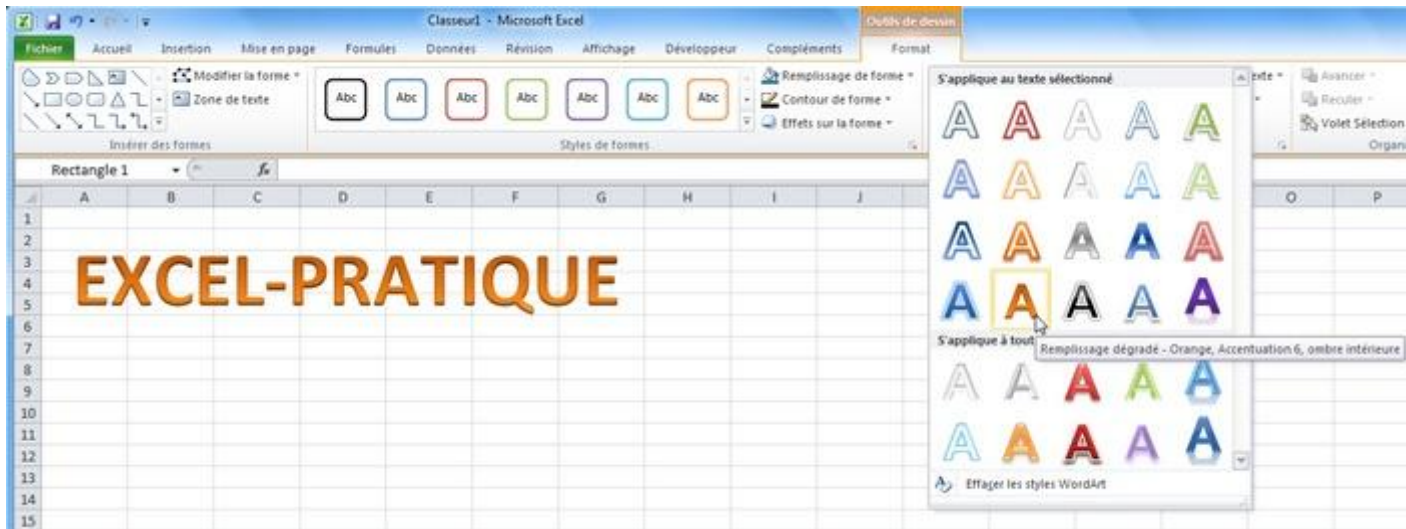 Classeur1 - Microsoft Excel
Outils de dessin
Fichier Accueil Insertion Mise en page Formules Données Révision Affichage Développeur Compléments Format
Modifier la forme
Zone de texte
Insérer des formes
Abc Abc Abc Abc Abc Abc Abc
Styles de formes
Remplissage de forme
Contour de forme
Effets sur la forme
S'applique au texte sélectionné
A A A A A
A A A A A
A A A A A
A A A A A
Avancer
Reculer
Volet Sélection
Rectangle 1
fx
A B C D E F G H I J O P
1
2
3
4
5
6
7
8
9
10
11
12
13
14
15
EXCEL-PRATIQUE
S'applique à tout
Remplissage dégradé - Orange, Accentuation 6, ombre intérieure
A A A A A
A A A A A
Effacer les styles WordArt